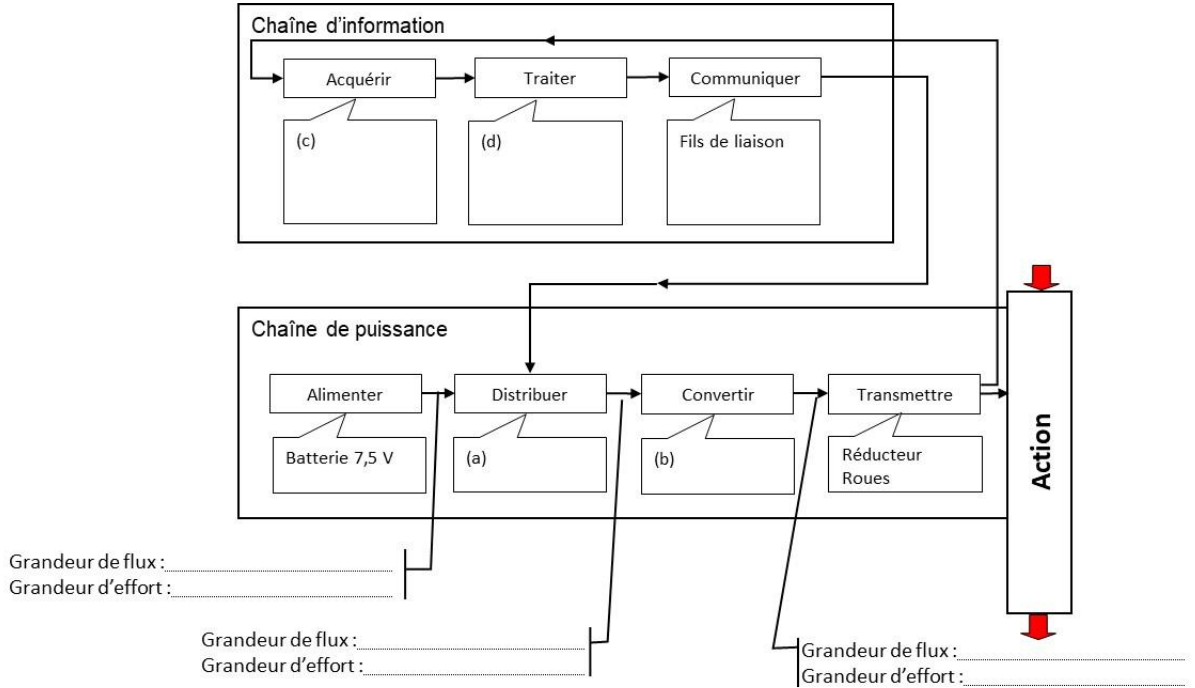 Chaîne d'information
Acquérir
Traiter
Communiquer
(c)
(d)
Fils de liaison
Chaîne de puissance
Alimenter
Distribuer
Convertir
Transmettre
Batterie 7,5 V
(a)
(b)
Réducteur
Roues
Action
Grandeur de flux :
Grandeur d'effort :
Grandeur de flux :
Grandeur d'effort :
Grandeur de flux :
Grandeur d'effort :